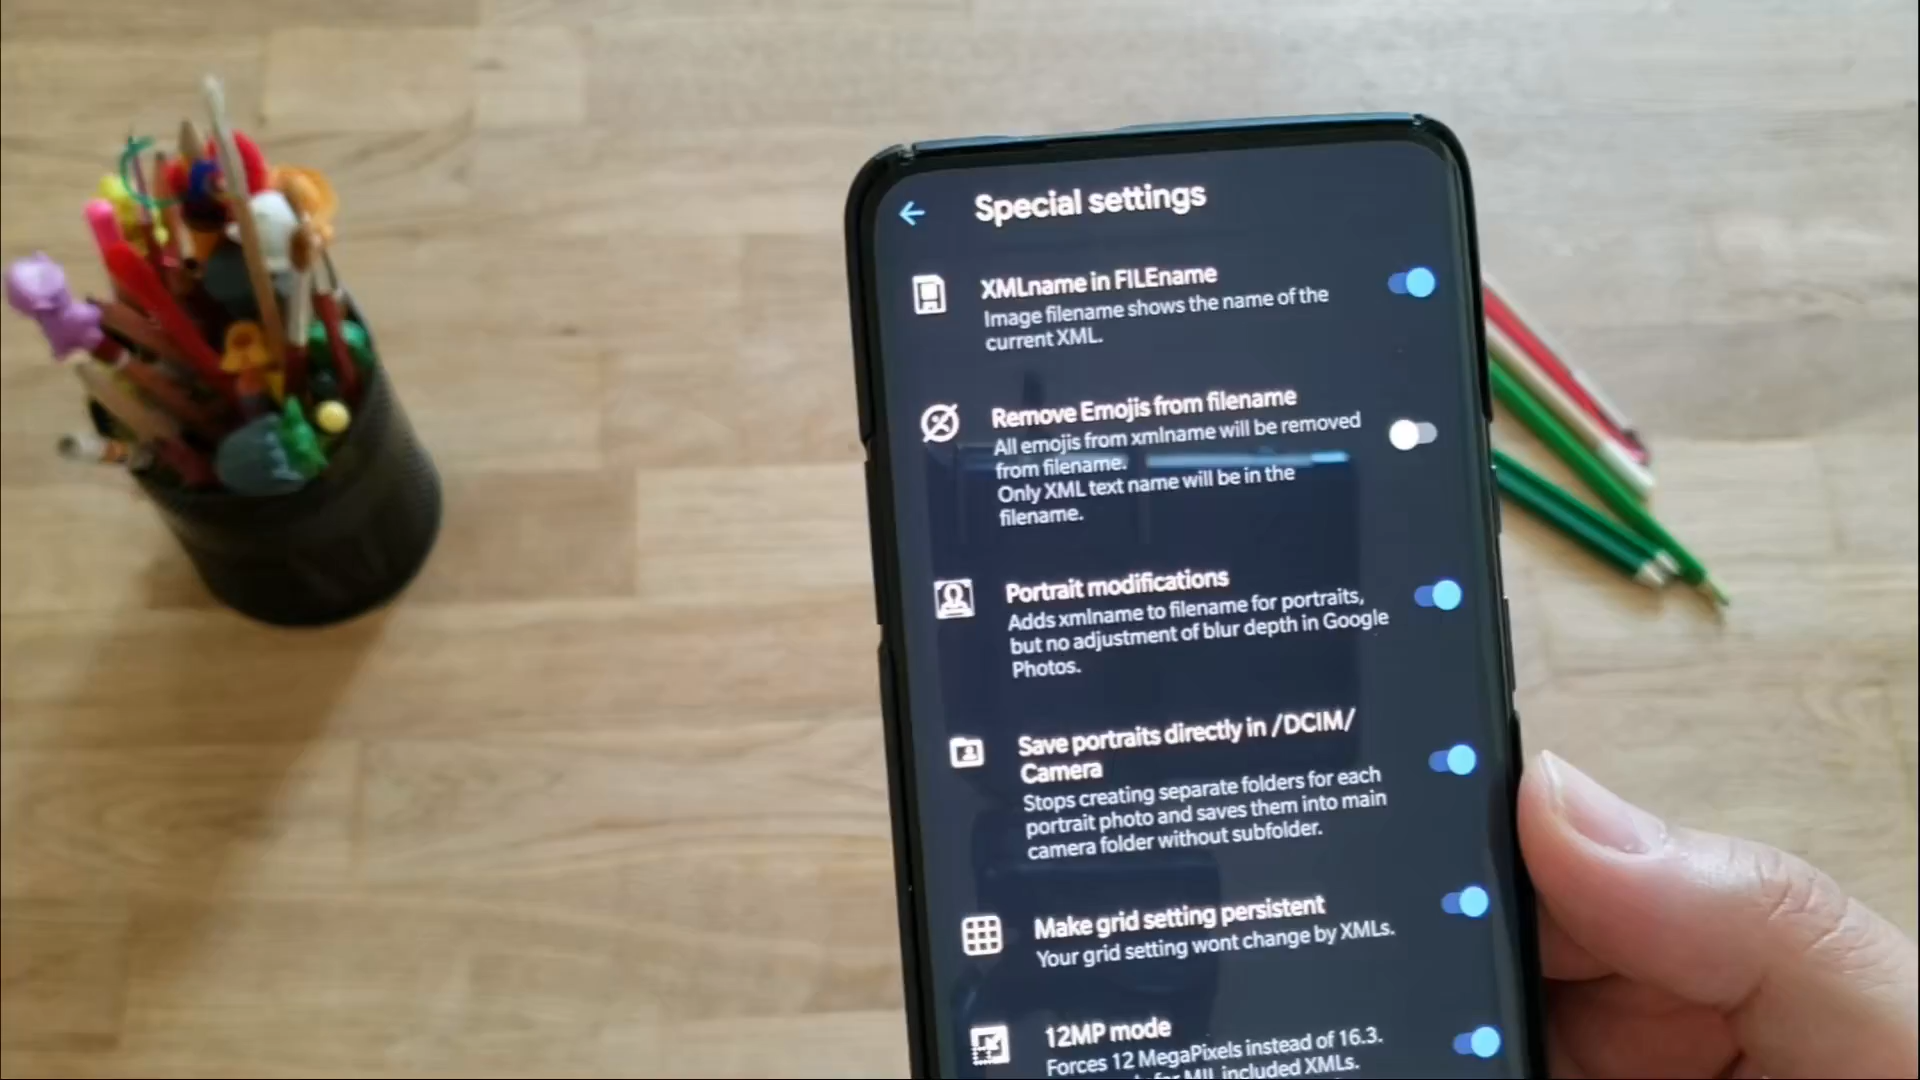 Special settings
XMLname in FILEname
Image filename shows the name of the
current XML.
Remove Emojis from filename
All emojis from xmlname will be removed
from filename.
Only XML text name will be in the
filename.
Portrait modifications
Adds xmlname to filename for portraits,
but no adjustment of blur depth in Google
Photos.
Save portraits directly in /DCIM/
Camera
Stops creating separate folders for each
portrait photo and saves them into main
camera folder without subfolder.
Make grid setting persistent
Your grid setting wont change by XMLs.
12MP mode
Forces 12 MegaPixels instead of 16.3.
for MIL included XMLs.